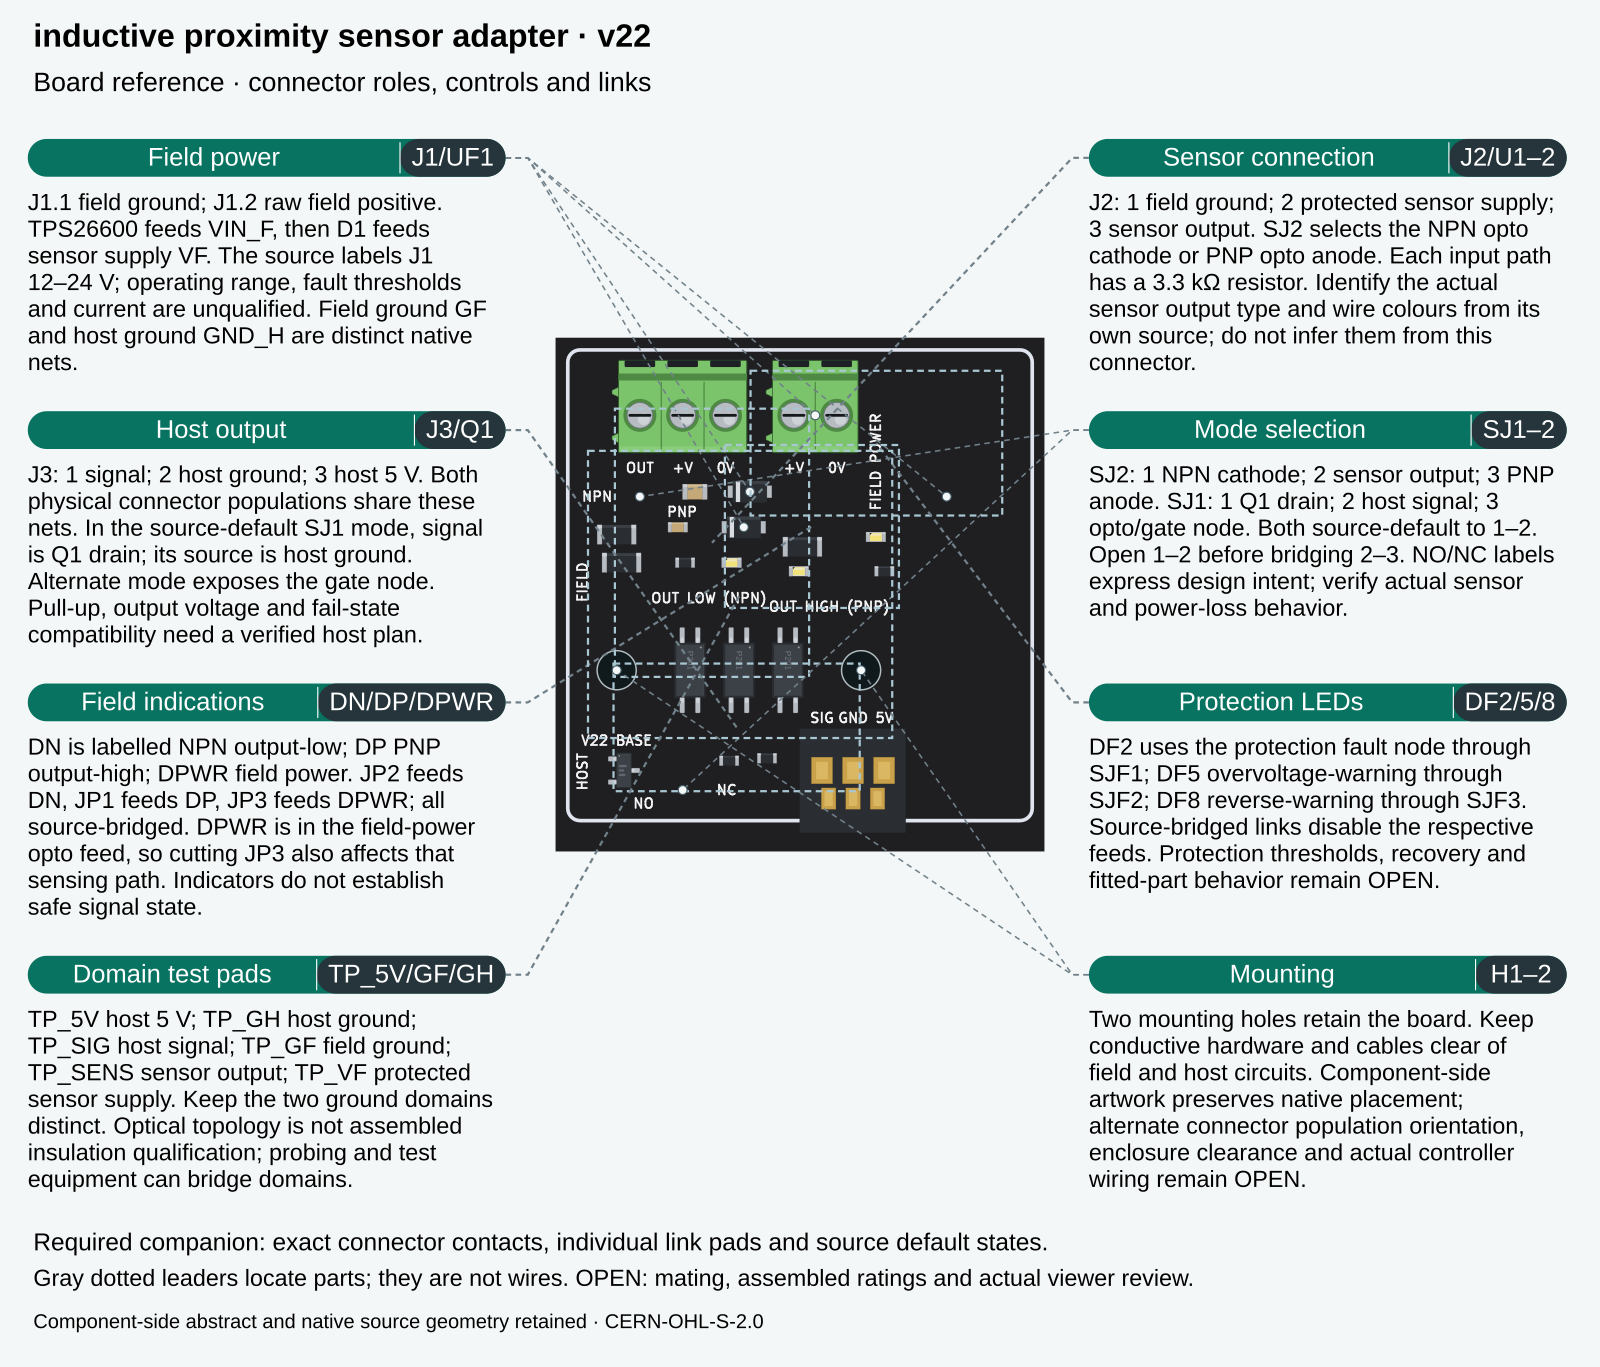 inductive proximity sensor adapter · v22
Board reference · connector roles, controls and links
Field power J1/UF1
J1.1 field ground; J1.2 raw field positive.
TPS26600 feeds VIN_F, then D1 feeds
sensor supply VF. The source labels J1
12–24 V; operating range, fault thresholds
and current are unqualified. Field ground GF
and host ground GND_H are distinct native
nets.
Host output J3/Q1
J3: 1 signal; 2 host ground; 3 host 5 V. Both
physical connector populations share these
nets. In the source-default SJ1 mode, signal
is Q1 drain; its source is host ground.
Alternate mode exposes the gate node.
Pull-up, output voltage and fail-state
compatibility need a verified host plan.
Field indications DN/DP/DPWR
DN is labelled NPN output-low; DP PNP
output-high; DPWR field power. JP2 feeds
DN, JP1 feeds DP, JP3 feeds DPWR; all
source-bridged. DPWR is in the field-power
opto feed, so cutting JP3 also affects that
sensing path. Indicators do not establish
safe signal state.
Domain test pads TP_5V/GF/GH
TP_5V host 5 V; TP_GH host ground;
TP_SIG host signal; TP_GF field ground;
TP_SENS sensor output; TP_VF protected
sensor supply. Keep the two ground domains
distinct. Optical topology is not assembled
insulation qualification; probing and test
equipment can bridge domains.
OUT +V 0V +V 0V
FIELD POWER
NPN
PNP
FIELD
OUT LOW (NPN)
OUT HIGH (PNP)
SIG GND 5V
V22 BASE
HOST
NO
NC
Sensor connection J2/U1–2
J2: 1 field ground; 2 protected sensor supply;
3 sensor output. SJ2 selects the NPN opto
cathode or PNP opto anode. Each input path
has a 3.3 kΩ resistor. Identify the actual
sensor output type and wire colours from its
own source; do not infer them from this
connector.
Mode selection SJ1–2
SJ2: 1 NPN cathode; 2 sensor output; 3 PNP
anode. SJ1: 1 Q1 drain; 2 host signal; 3
opto/gate node. Both source-default to 1–2.
Open 1–2 before bridging 2–3. NO/NC labels
express design intent; verify actual sensor
and power-loss behavior.
Protection LEDs DF2/5/8
DF2 uses the protection fault node through
SJF1; DF5 overvoltage-warning through
SJF2; DF8 reverse-warning through SJF3.
Source-bridged links disable the respective
feeds. Protection thresholds, recovery and
fitted-part behavior remain OPEN.
Mounting H1–2
Two mounting holes retain the board. Keep
conductive hardware and cables clear of
field and host circuits. Component-side
artwork preserves native placement;
alternate connector population orientation,
enclosure clearance and actual controller
wiring remain OPEN.
Required companion: exact connector contacts, individual link pads and source default states.
Gray dotted leaders locate parts; they are not wires. OPEN: mating, assembled ratings and actual viewer review.
Component-side abstract and native source geometry retained · CERN-OHL-S-2.0